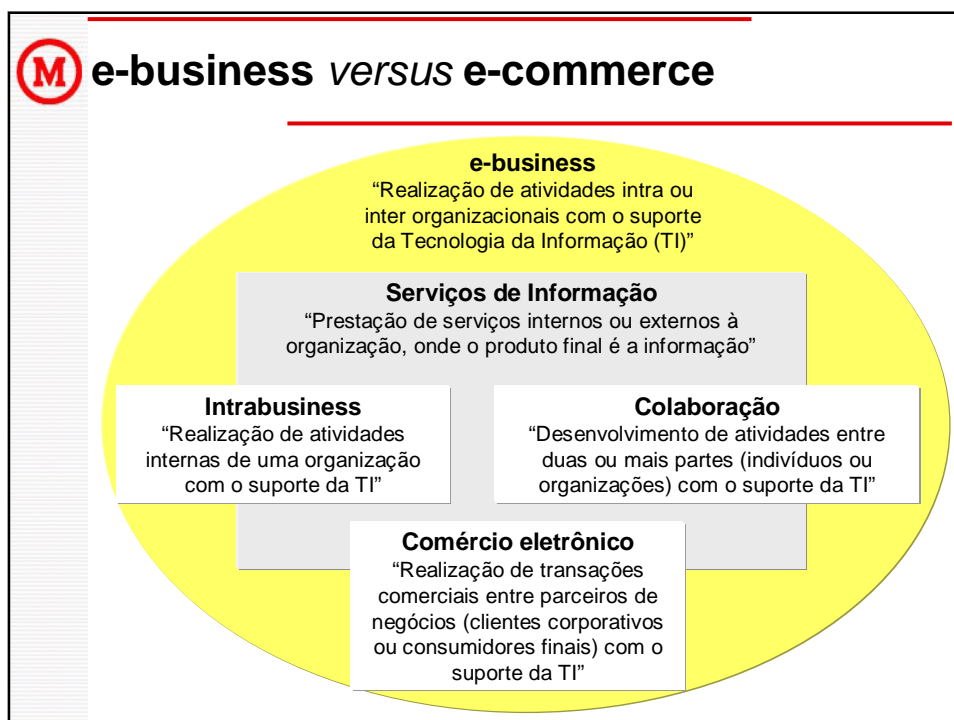 M
e-business versus e-commerce
e-business
“Realização de atividades intra ou
inter organizacionais com o suporte
da Tecnologia da Informação (TI)”
Serviços de Informação
“Prestação de serviços internos ou externos à
organização, onde o produto final é a informação”
Intrabusiness
“Realização de atividades
internas de uma organização
com o suporte da TI”
Colaboração
“Desenvolvimento de atividades entre
duas ou mais partes (indivíduos ou
organizações) com o suporte da TI”
Comércio eletrônico
“Realização de transações
comerciais entre parceiros de
negócios (clientes corporativos
ou consumidores finais) com o
suporte da TI”